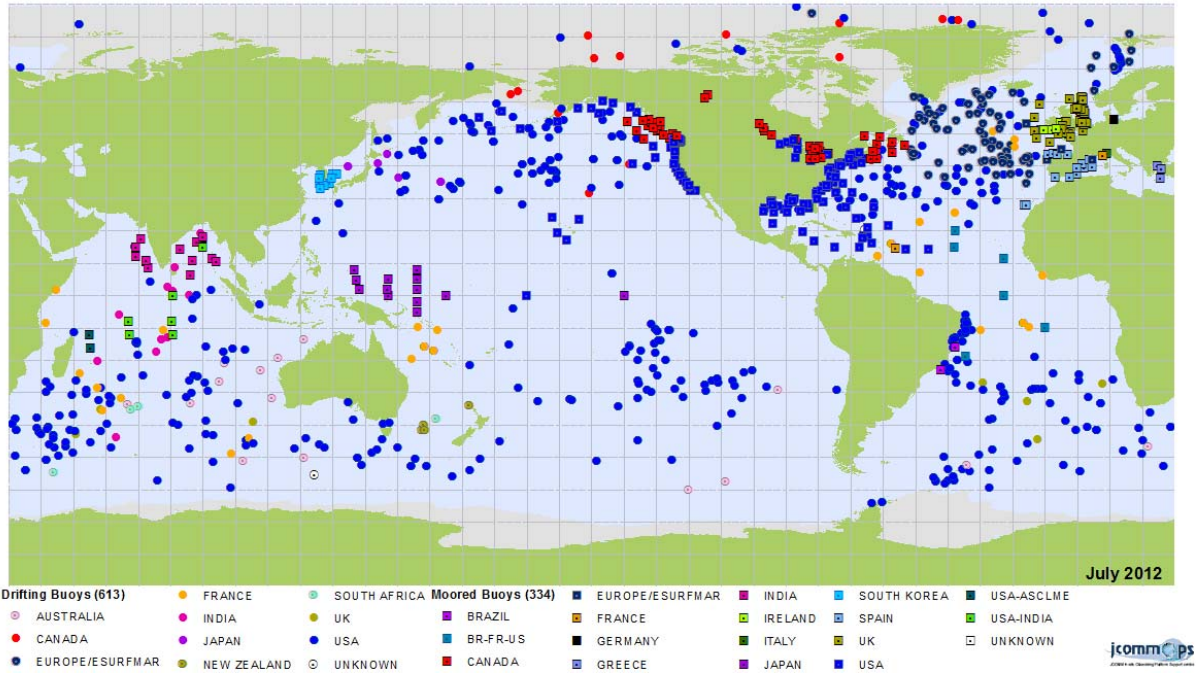 July 2012
Drifting Buoys (613)
AUSTRALIA
CANADA
EUROPE/ESURFMAR
FRANCE
INDIA
JAPAN
NEW ZEALAND
SOUTH AFRICA
UK
USA
UNKNOWN
Moored Buoys (334)
BRAZIL
BR-FR-US
CANADA
EUROPE/ESURFMAR
FRANCE
GERMANY
GREECE
INDIA
IRELAND
ITALY
JAPAN
SOUTH KOREA
SPAIN
UK
USA
USA-ASCLME
USA-INDIA
UNKNOWN
jcommops